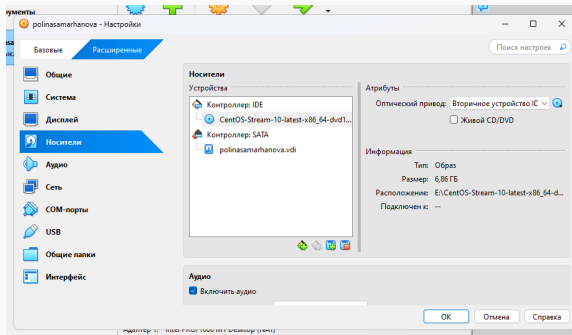 polinasamarhanova - Настройки
Базовые
Расширенные
Поиск настроек
Общие
Система
Дисплей
Носители
Аудио
Сеть
COM-порты
USB
Общие папки
Интерфейс
Носители
Устройства
Контроллер: IDE
CentOS-Stream-10-latest-x86_64-dvd1...
Контроллер: SATA
polinasamarhanova.vdi
Атрибуты
Оптический привод: Вторичное устройство IE
Живой CD/DVD
Информация
Тип: Образ
Размер: 6,86 ГБ
Расположение: E:\CentOS-Stream-10-latest-x86_64-d...
Подключен к: --
Аудио
Включить аудио
OK
Отмена
Справка